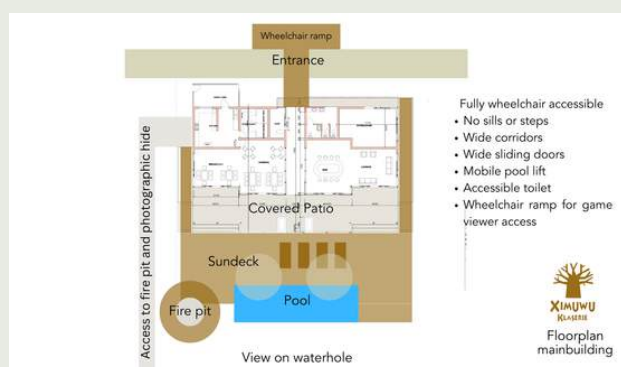 Wheelchair ramp
Entrance
Covered Patio
Sundeck
Pool
Fire pit
View on waterhole
Access to fire pit and photographic hide
Fully wheelchair accessible
• No sills or steps
• Wide corridors
• Wide sliding doors
• Mobile pool lift
• Accessible toilet
• Wheelchair ramp for game
viewer access
XIMUWU
KLASERIE
Floorplan
mainbuilding